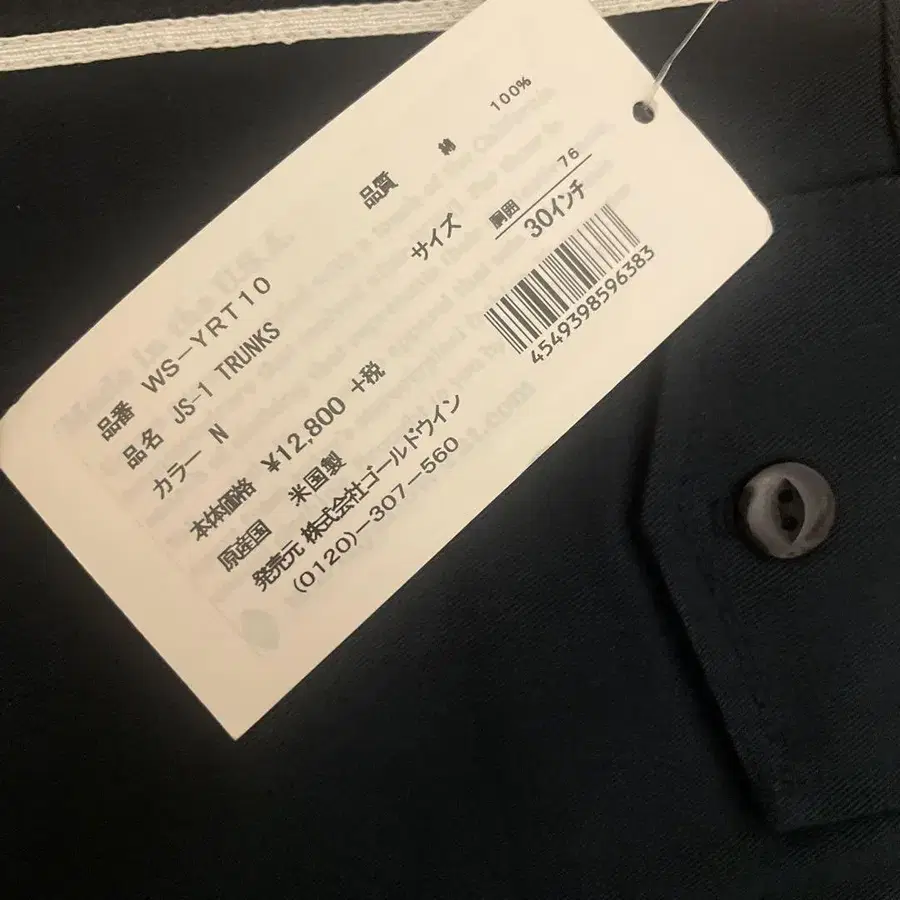 品番 WS-YRT10
品名 JS-1 TRUNKS
カラー N
本体価格 ¥12,800 +税
原産国 米国製
発売元 株式会社ゴールドウイン
(0120)-307-560
品質 綿 100%
サイズ 胴囲 76
30インチ
4549398596383